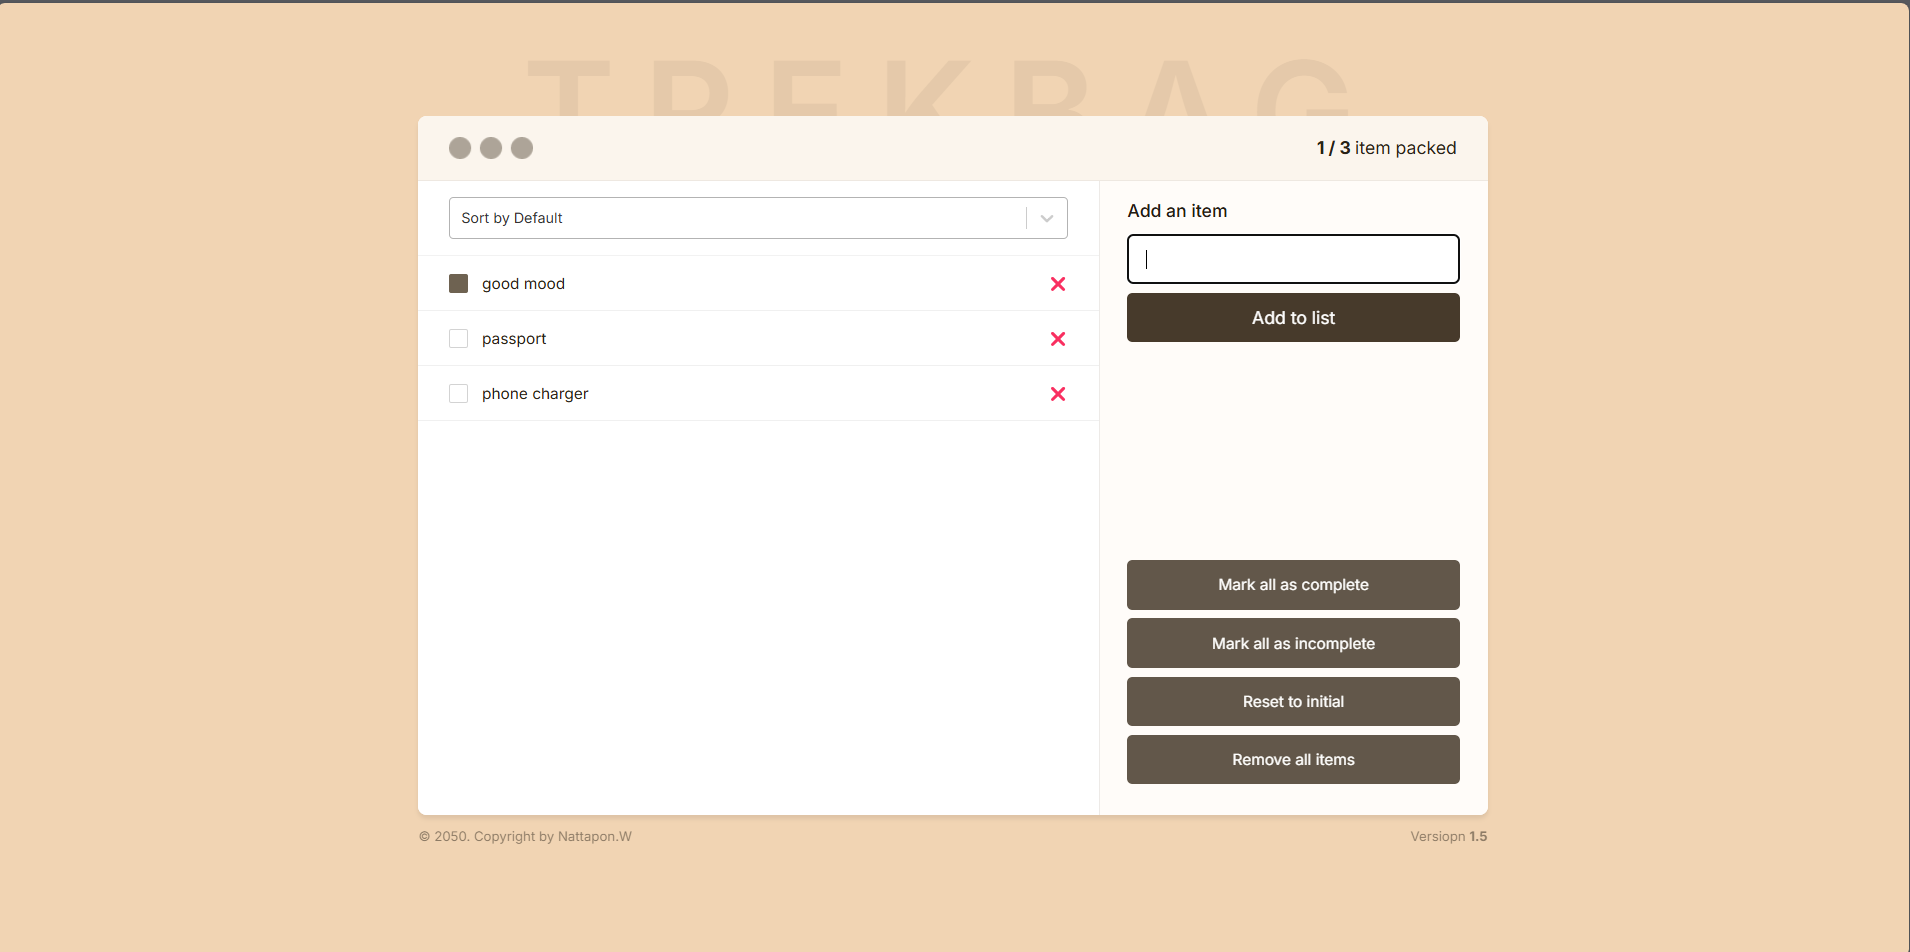 TREKBAG
1 / 3 item packed
Sort by Default
good mood
passport
phone charger
Add an item
Add to list
Mark all as complete
Mark all as incomplete
Reset to initial
Remove all items
© 2050. Copyright by Nattapon.W
Versiopn 1.5